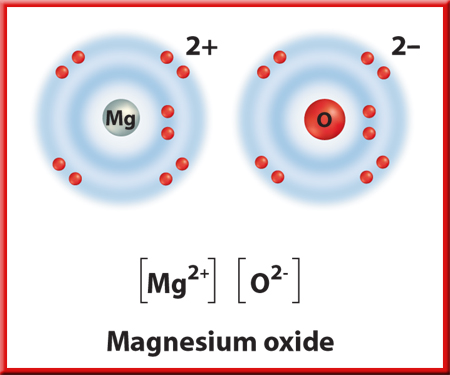 2+ 2–
Mg O
[Mg²⁺] [O²⁻]
Magnesium oxide